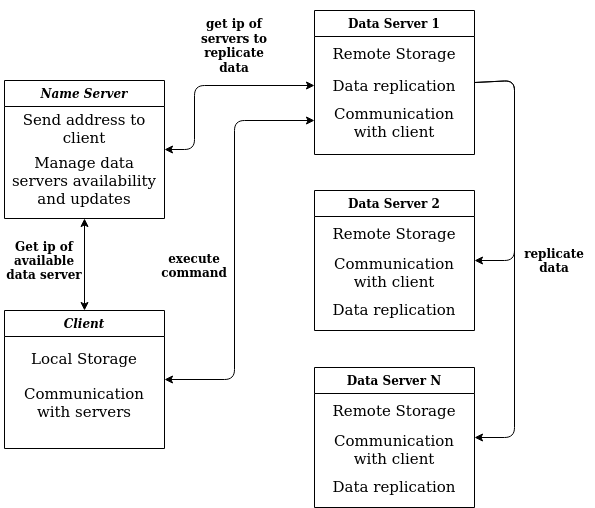 get ip of
servers to
replicate
data
Name Server
Send address to
client
Manage data
servers availability
and updates
Get ip of
available
data server
Client
Local Storage
Communication
with servers
execute
command
Data Server 1
Remote Storage
Data replication
Communication
with client
Data Server 2
Remote Storage
Communication
with client
Data replication
replicate
data
Data Server N
Remote Storage
Communication
with client
Data replication